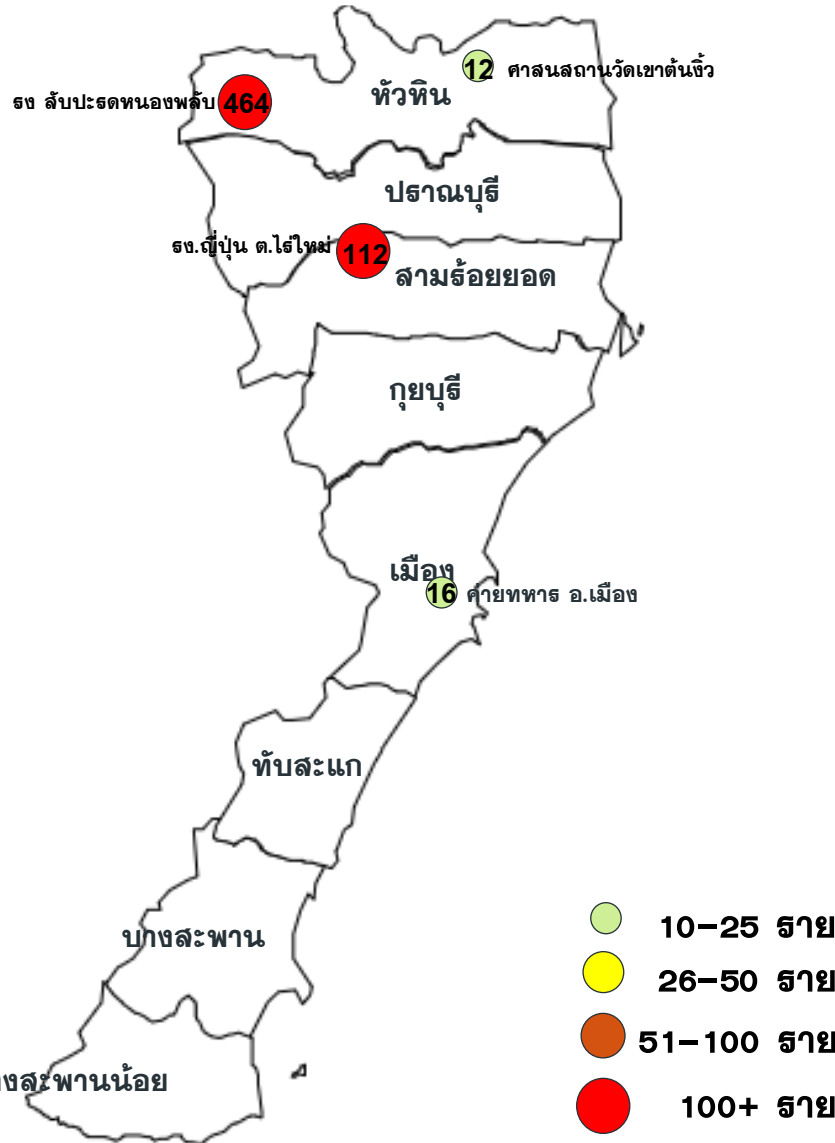 12 ศาสนสถานวัดเขาต้นงิ้ว
หัวหิน
รง สับปะรดหนองพลับ 464
ปราณบุรี
รง.ญี่ปุ่น ต.ไร่ใหม่ 112
สามร้อยยอด
กุยบุรี
เมือง
16 ค่ายทหาร อ.เมือง
ทับสะแก
บางสะพาน
10-25 ราย
26-50 ราย
51-100 ราย
างสะพานน้อย
100+ ราย